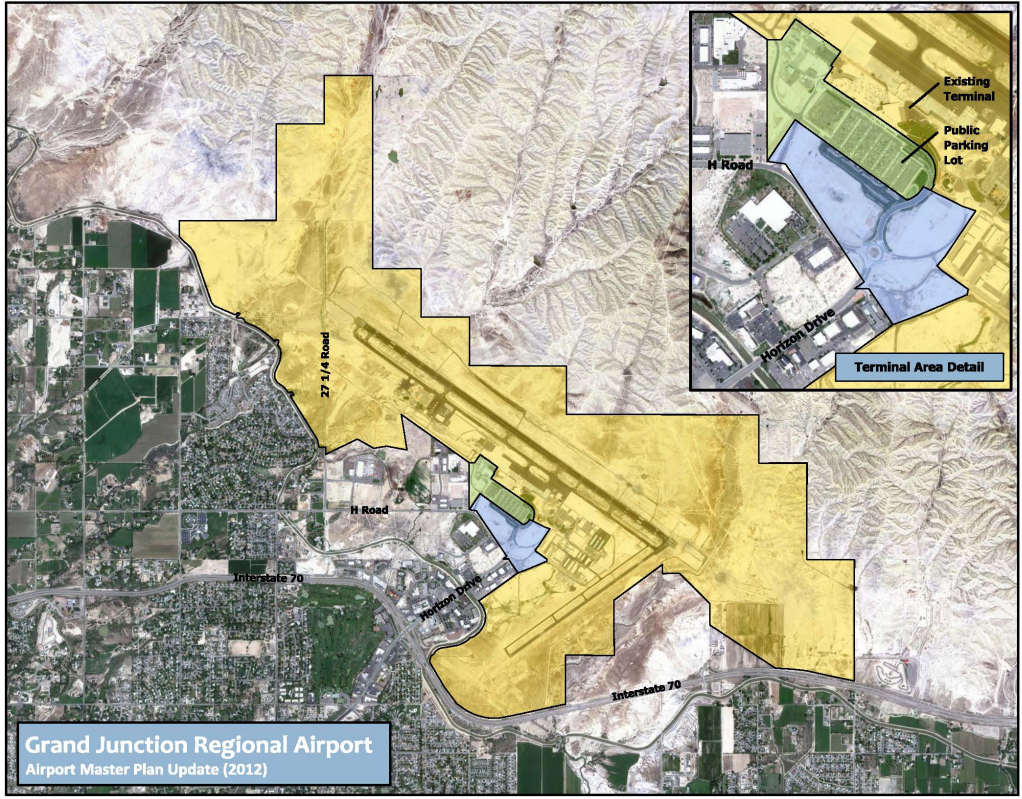 Existing
Terminal
Public
Parking
Lot
H Road
Horizon Drive
Terminal Area Detail
27 1/4 Road
H Road
Interstate 70
Horizon Drive
Interstate 70
Grand Junction Regional Airport
Airport Master Plan Update (2012)